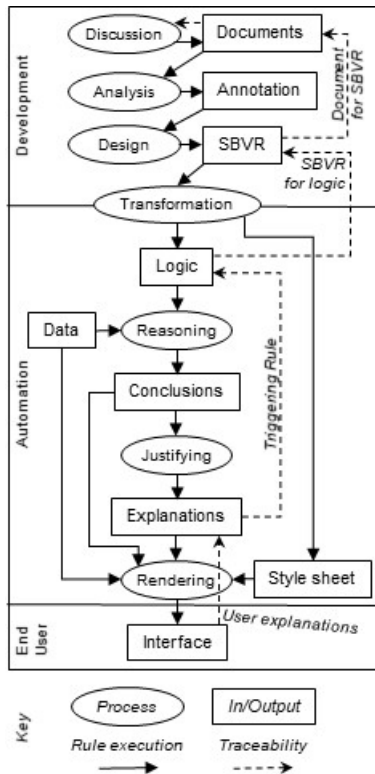 Development
Discussion
Documents
Analysis
Annotation
Document
for SBVR
Design
SBVR
SBVR
for logic
Transformation
Automation
Logic
Data
Reasoning
Triggering Rule
Conclusions
Justifying
Explanations
Rendering
Style sheet
End
User
Interface
User explanations
Key
Process
In/Output
Rule execution
Traceability